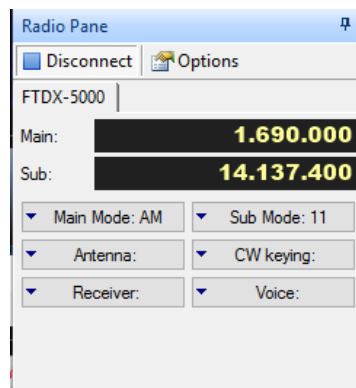 Radio Pane
Disconnect Options
FTDX-5000
Main: 1.690.000
Sub: 14.137.400
Main Mode: AM Sub Mode: 11
Antenna: CW keying:
Receiver: Voice: